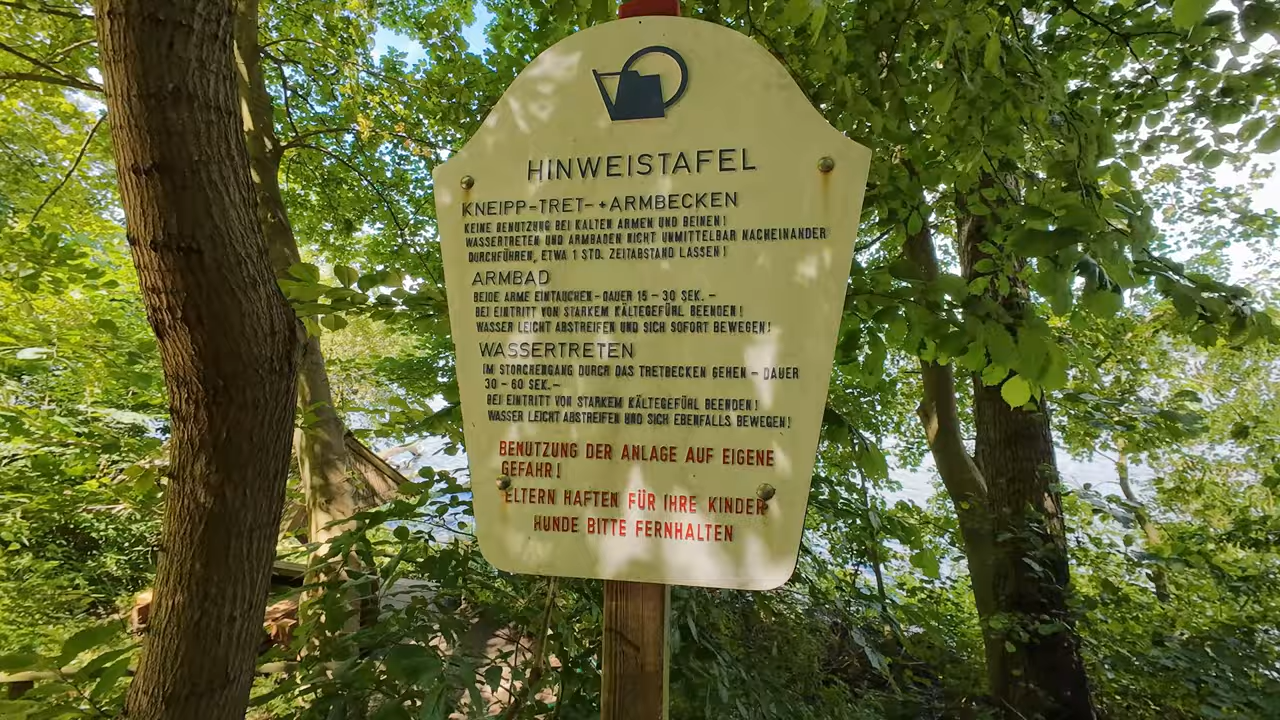 HINWEISTAFEL
KNEIPP-TRET- + ARMBECKEN
KEINE BENUTZUNG BEI KALTEN ARMEN UND BEINEN!
WASSERTRETEN UND ARMBADEN NICHT UNMITTELBAR NACHEINANDER
DURCHFÜHREN, ETWA 1 STD. ZEITABSTAND LASSEN!
ARMBAD
BEIDE ARME EINTAUCHEN - DAUER 15 - 30 SEK. -
BEI EINTRITT VON STARKEM KÄLTEGEFÜHL BEENDEN!
WASSER LEICHT ABSTREIFEN UND SICH SOFORT BEWEGEN!
WASSERTRETEN
IM STORCHENGANG DURCH DAS TRETBECKEN GEHEN - DAUER
30 - 60 SEK. -
BEI EINTRITT VON STARKEM KÄLTEGEFÜHL BEENDEN!
WASSER LEICHT ABSTREIFEN UND SICH EBENFALLS BEWEGEN!
BENUTZUNG DER ANLAGE AUF EIGENE
GEFAHR!
ELTERN HAFTEN FÜR IHRE KINDER
HUNDE BITTE FERNHALTEN